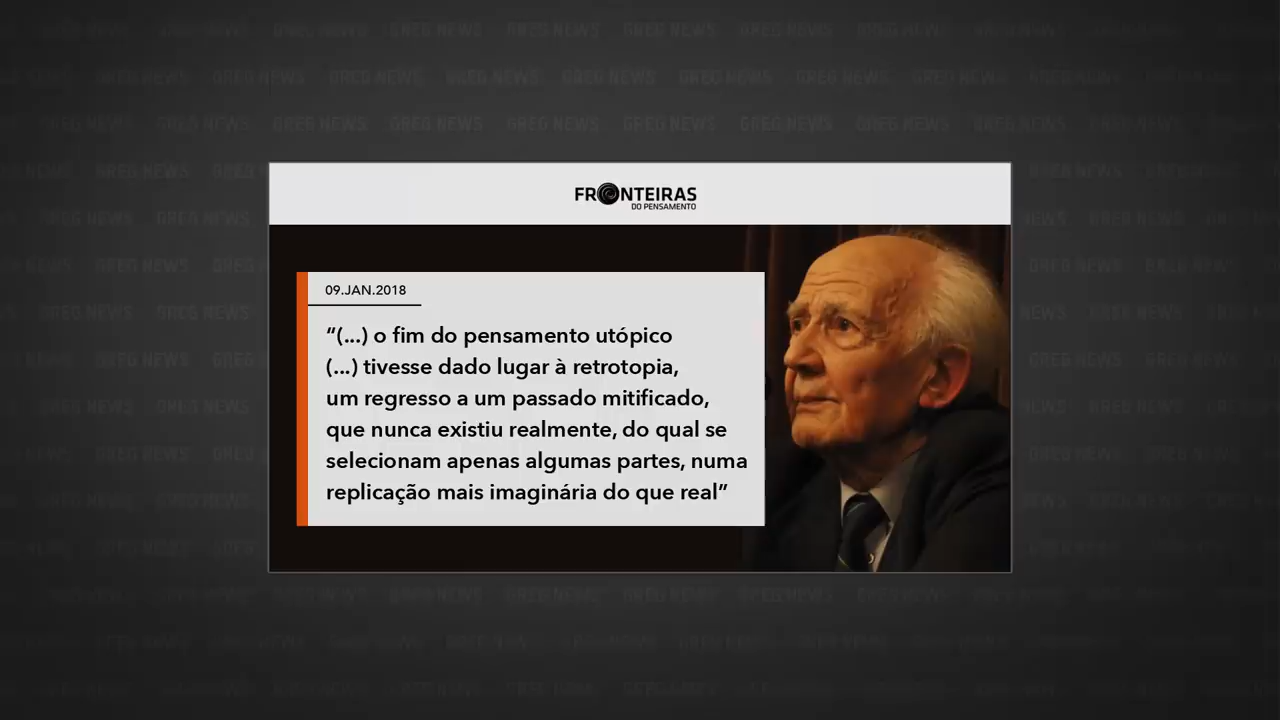 FRONTEIRAS
DO PENSAMENTO
09.JAN.2018
“(...) o fim do pensamento utópico
(...) tivesse dado lugar à retrotopia,
um regresso a um passado mitificado,
que nunca existiu realmente, do qual se
selecionam apenas algumas partes, numa
replicação mais imaginária do que real”